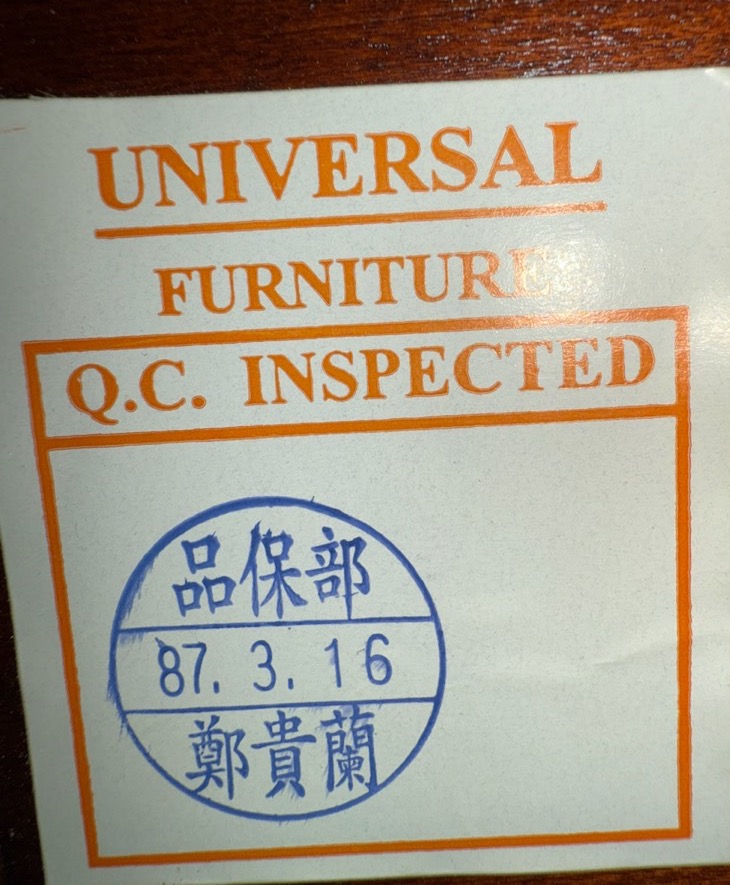 UNIVERSAL
FURNITURE
Q.C. INSPECTED
品保部
87. 3. 16
鄭貴蘭